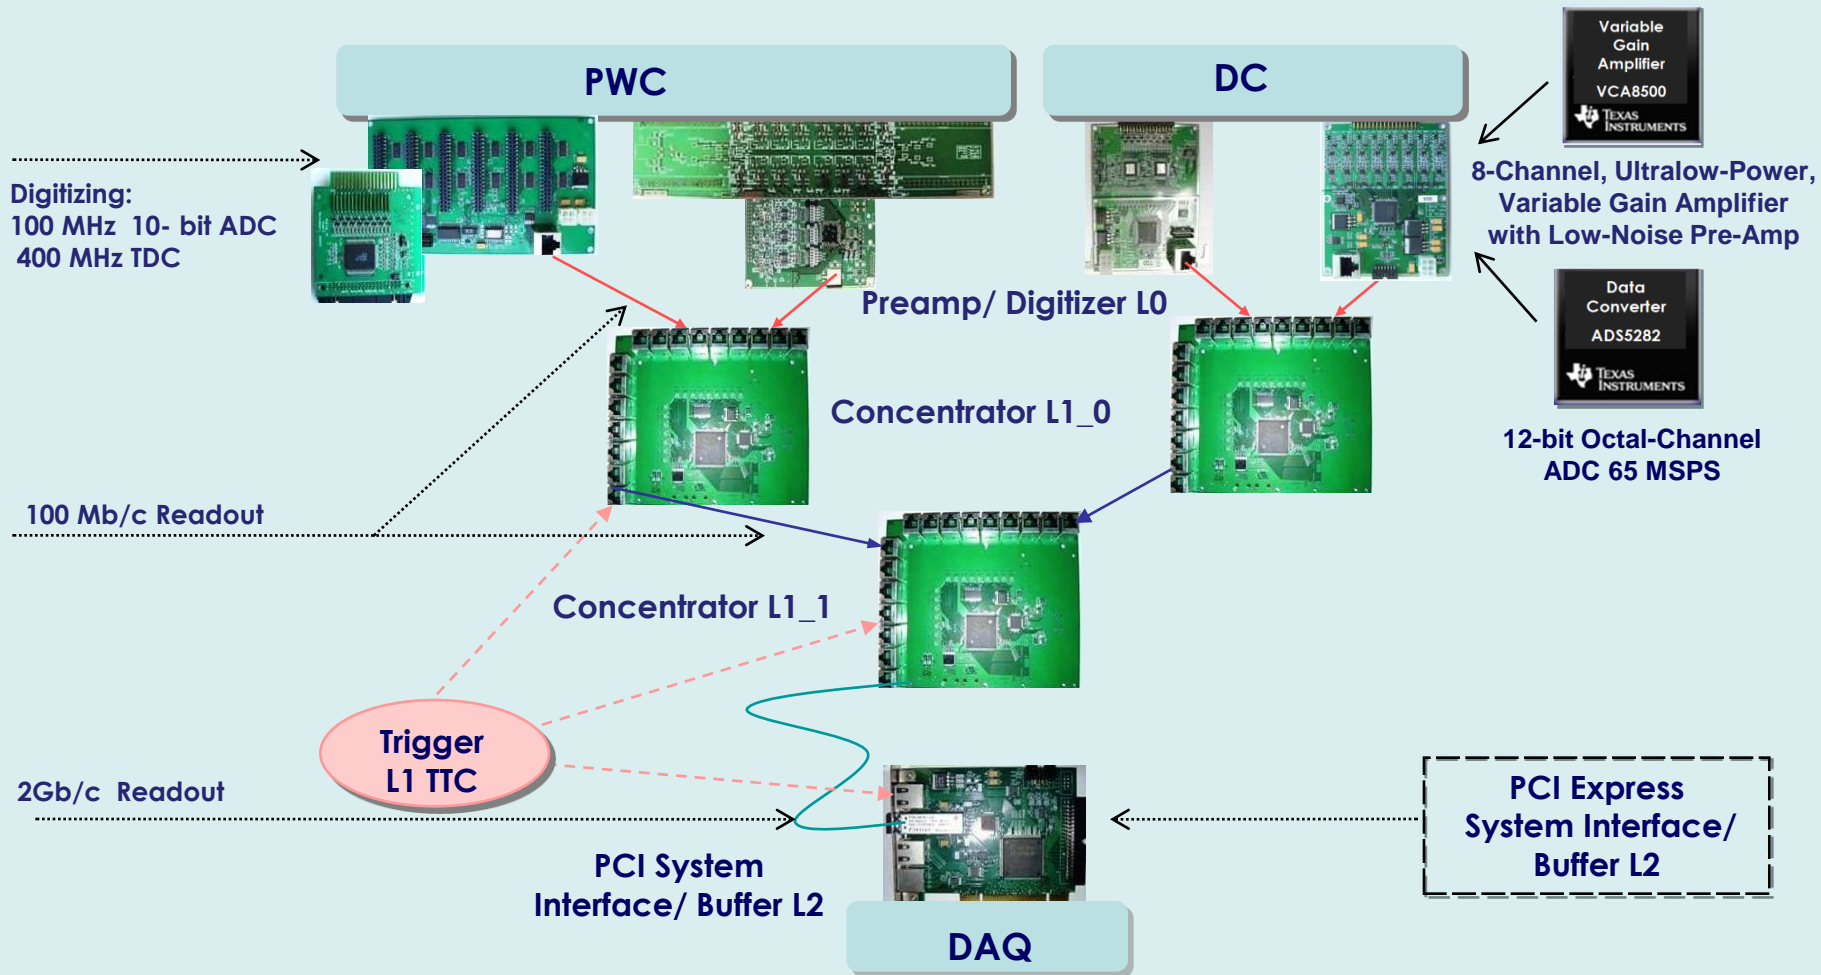 PWC
DC
Variable
Gain
Amplifier
VCA8500
TEXAS
INSTRUMENTS
8-Channel, Ultralow-Power,
Variable Gain Amplifier
with Low-Noise Pre-Amp
Digitizing:
100 MHz  10- bit ADC
400 MHz TDC
Preamp/ Digitizer L0
Data
Converter
ADS5282
TEXAS
INSTRUMENTS
12-bit Octal-Channel
ADC 65 MSPS
Concentrator L1_0
100 Mb/c Readout
Concentrator L1_1
Trigger
L1 TTC
2Gb/c  Readout
PCI System
Interface/ Buffer L2
PCI Express
System Interface/
Buffer L2
DAQ